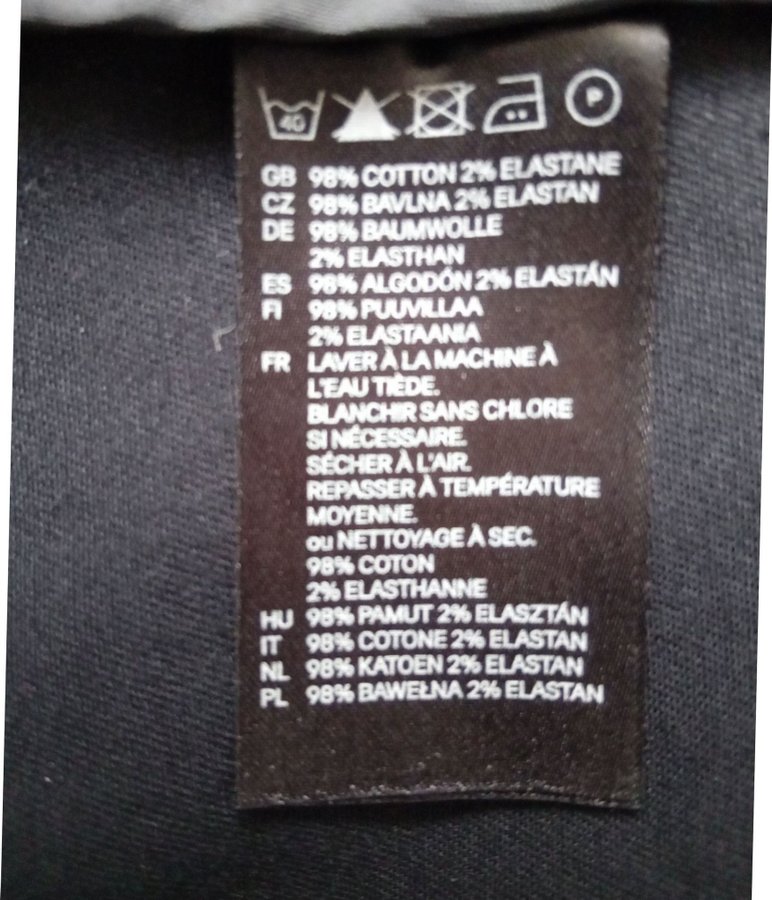 40 P
GB 98% COTTON 2% ELASTANE
CZ 98% BAVLNA 2% ELASTAN
DE 98% BAUMWOLLE
2% ELASTHAN
ES 98% ALGODÓN 2% ELASTÁN
FI 98% PUUVILLAA
2% ELASTAANIA
FR LAVER À LA MACHINE À
L'EAU TIÈDE.
BLANCHIR SANS CHLORE
SI NÉCESSAIRE.
SÉCHER À L'AIR.
REPASSER À TEMPÉRATURE
MOYENNE.
ou NETTOYAGE À SEC.
98% COTON
2% ELASTHANNE
HU 98% PAMUT 2% ELASZTÁN
IT 98% COTONE 2% ELASTAN
NL 98% KATOEN 2% ELASTAN
PL 98% BAWEŁNA 2% ELASTAN